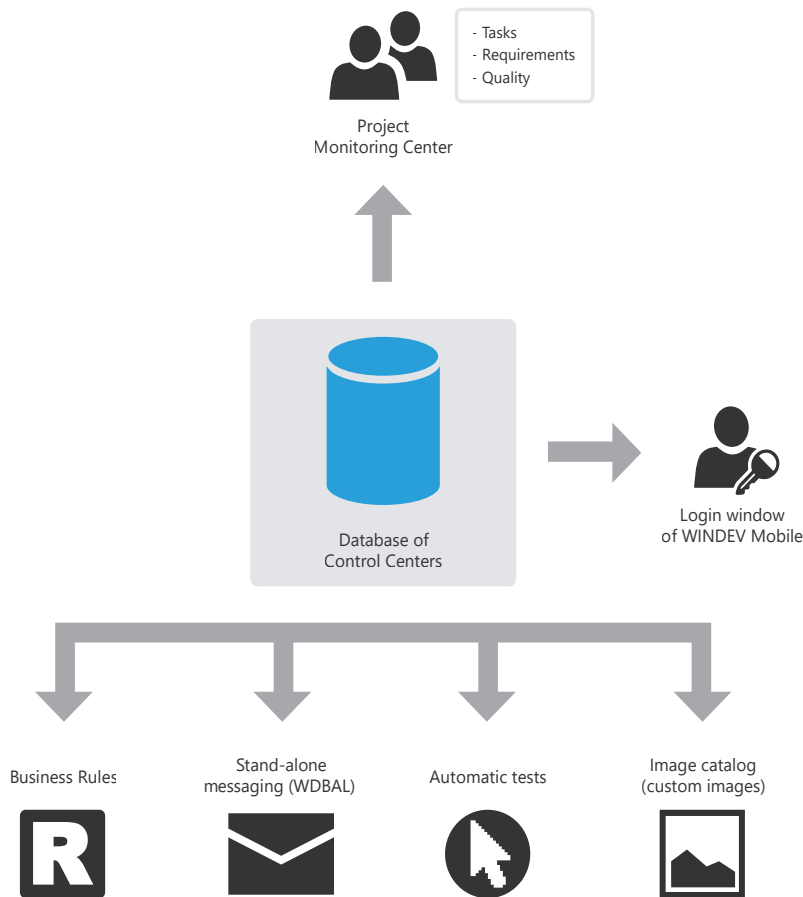 - Tasks
- Requirements
- Quality
Project
Monitoring Center
Database of
Control Centers
Login window
of WINDEV Mobile
Business Rules
Stand-alone
messaging (WDBAL)
Automatic tests
Image catalog
(custom images)
R